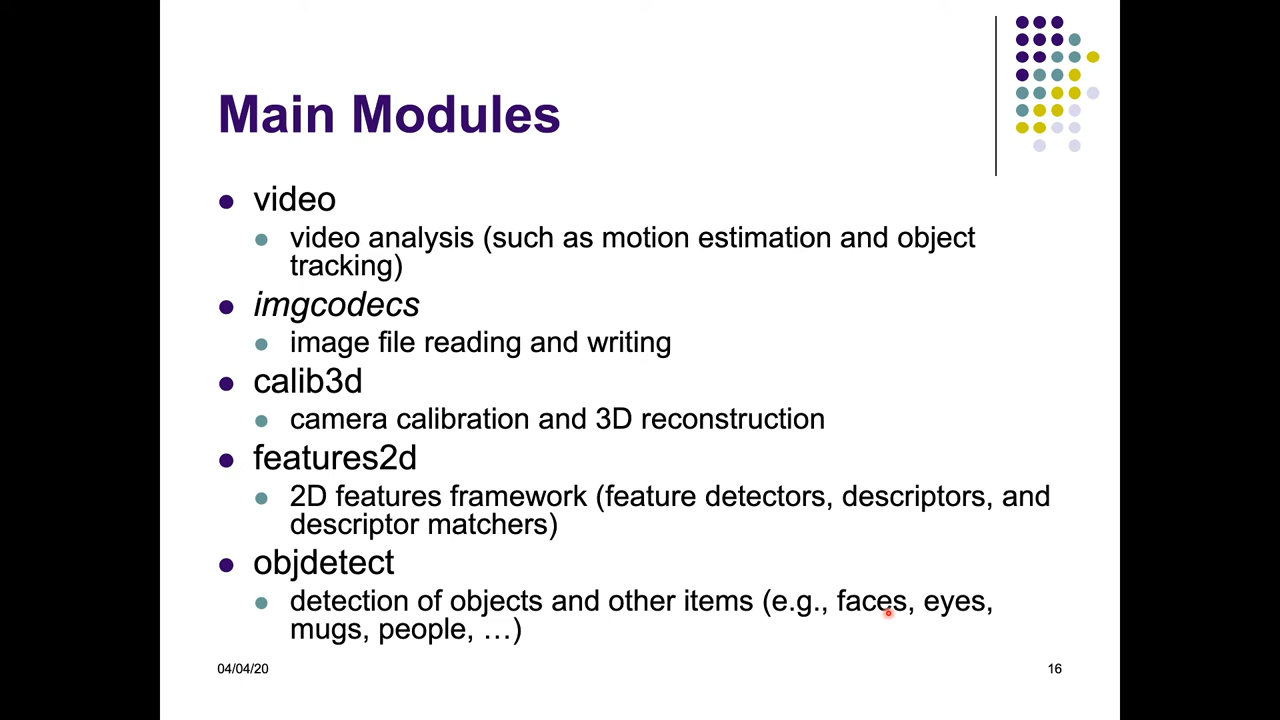 Main Modules
video
video analysis (such as motion estimation and object
tracking)
imgcodecs
image file reading and writing
calib3d
camera calibration and 3D reconstruction
features2d
2D features framework (feature detectors, descriptors, and
descriptor matchers)
objdetect
detection of objects and other items (e.g., faces, eyes,
mugs, people, …)
04/04/20
16